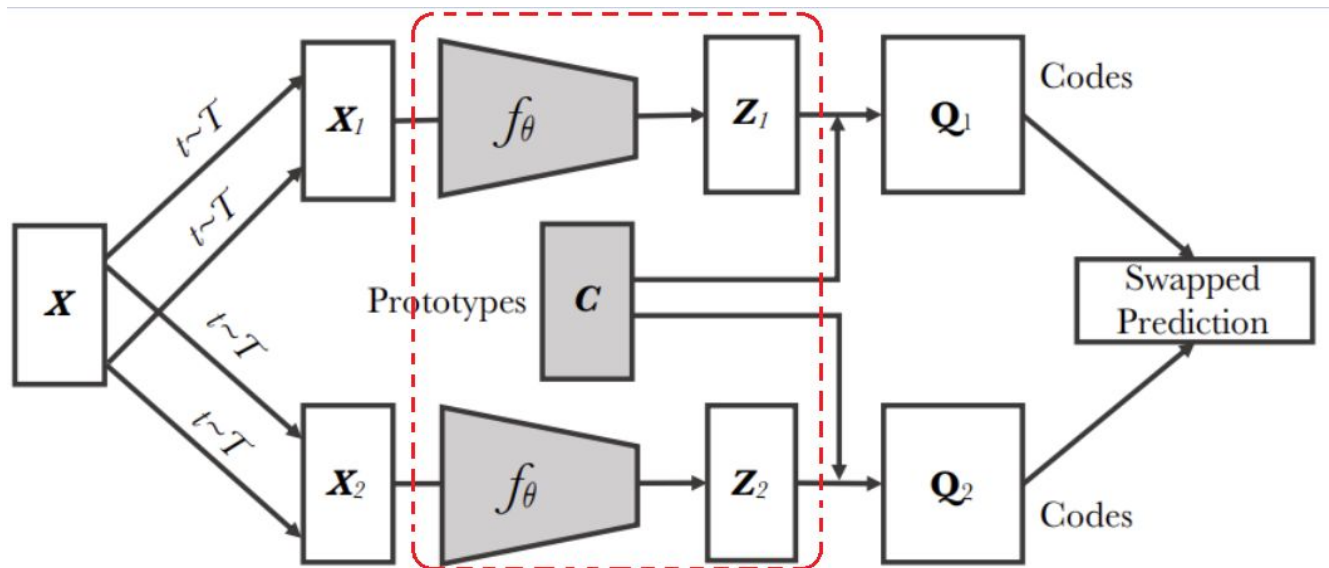 X
t~T
t~T
t~T
t~T
X1
fθ
Z1
Q1
Codes
Prototypes
C
Swapped
Prediction
X2
fθ
Z2
Q2
Codes